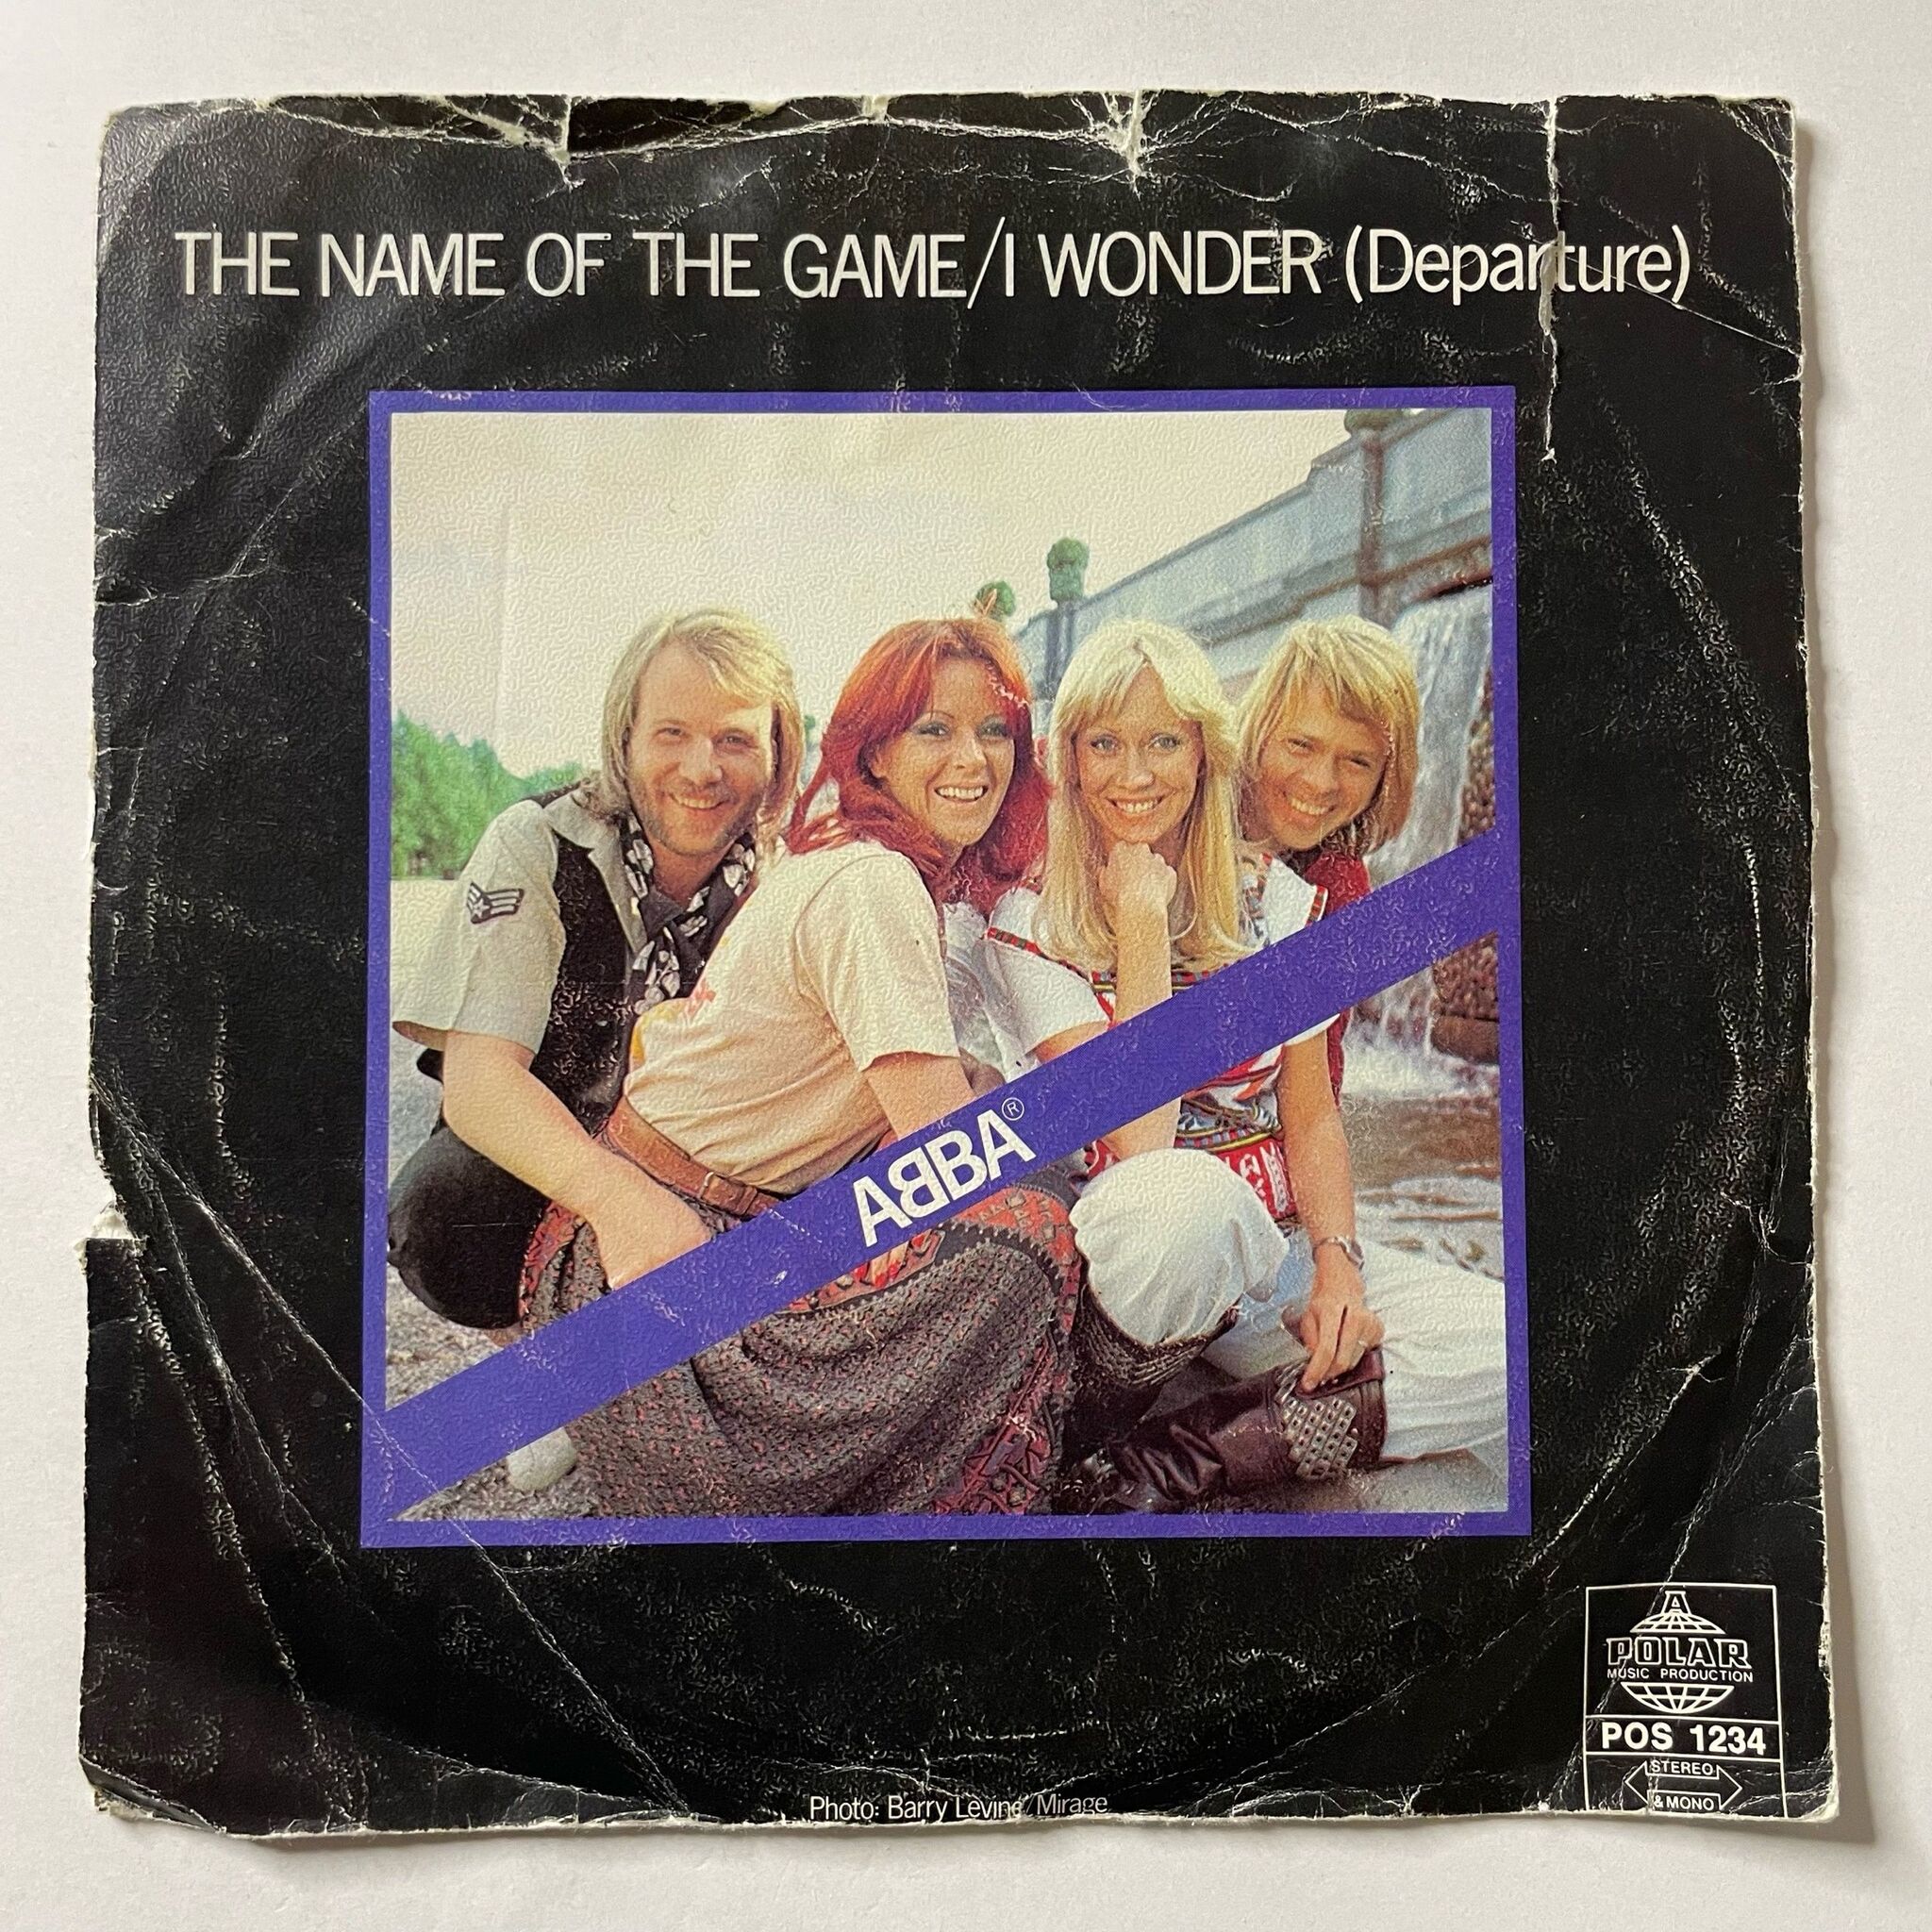 THE NAME OF THE GAME/I WONDER (Departure)
ABBA®
A
POLAR
MUSIC PRODUCTION
POS 1234
STEREO
& MONO
Photo: Barry Levine/Mirage